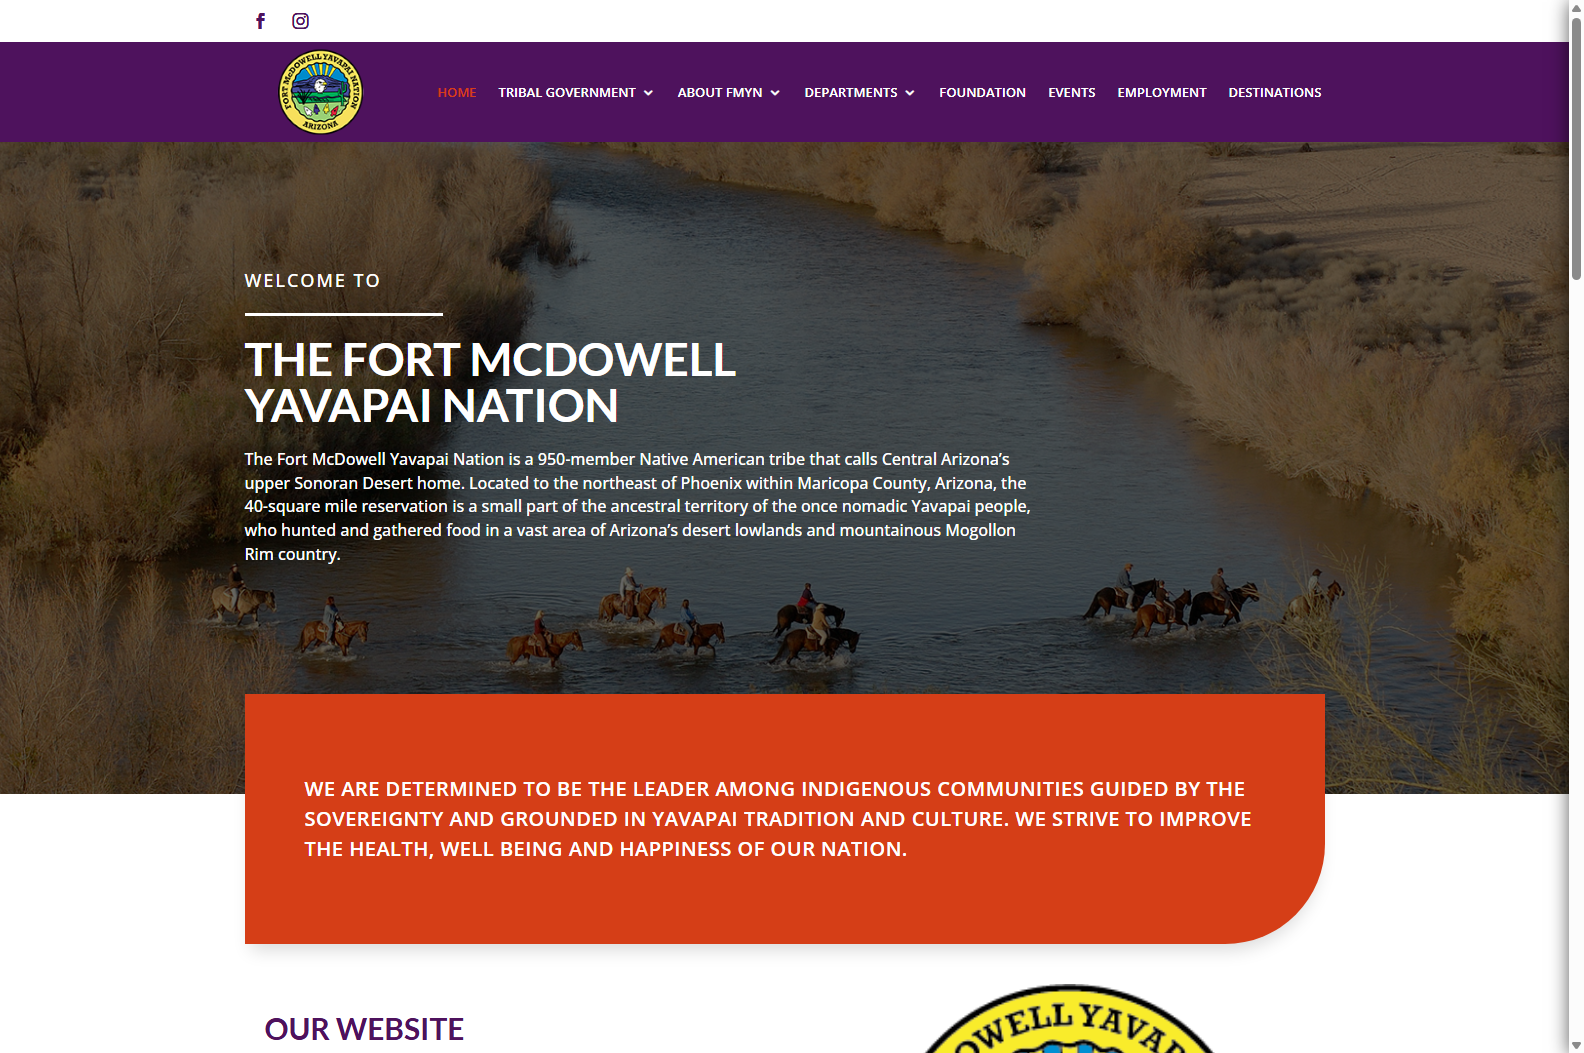 FORT McDOWELL YAVAPAI NATION
ARIZONA
HOME
TRIBAL GOVERNMENT
ABOUT FMYN
DEPARTMENTS
FOUNDATION
EVENTS
EMPLOYMENT
DESTINATIONS
WELCOME TO
THE FORT MCDOWELL
YAVAPAI NATION
The Fort McDowell Yavapai Nation is a 950-member Native American tribe that calls Central Arizona’s
upper Sonoran Desert home. Located to the northeast of Phoenix within Maricopa County, Arizona, the
40-square mile reservation is a small part of the ancestral territory of the once nomadic Yavapai people,
who hunted and gathered food in a vast area of Arizona’s desert lowlands and mountainous Mogollon
Rim country.
WE ARE DETERMINED TO BE THE LEADER AMONG INDIGENOUS COMMUNITIES GUIDED BY THE
SOVEREIGNTY AND GROUNDED IN YAVAPAI TRADITION AND CULTURE. WE STRIVE TO IMPROVE
THE HEALTH, WELL BEING AND HAPPINESS OF OUR NATION.
OUR WEBSITE
OWELL YAVAP